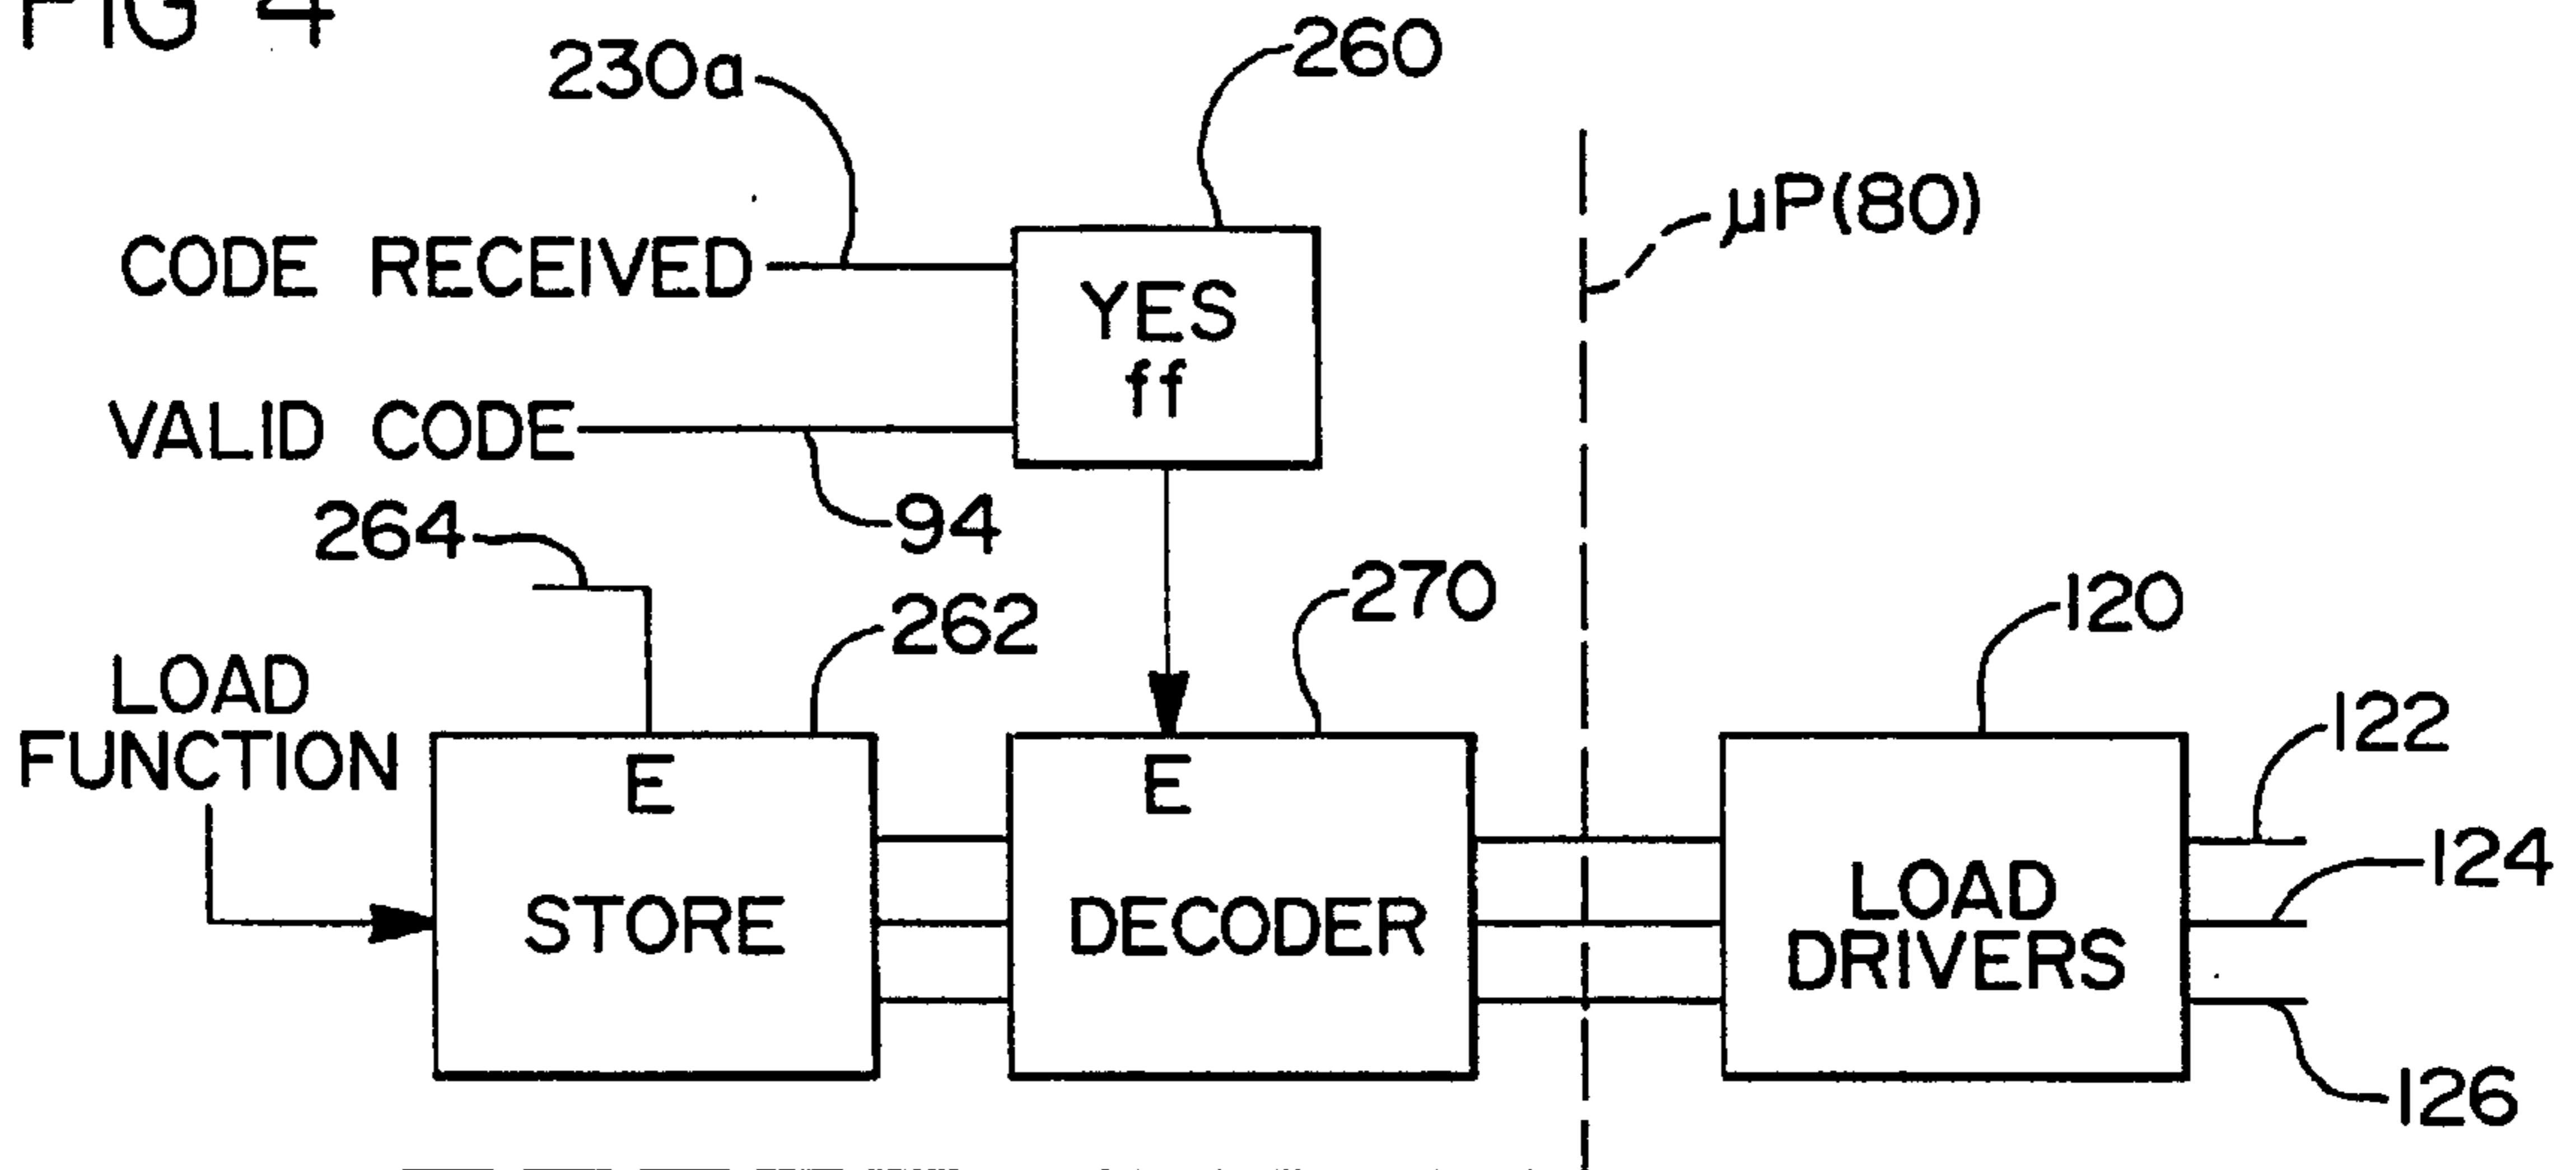 FIG 4
230a
260
CODE RECEIVED
µP(80)
YES
ff
VALID CODE
94
264
262
270
120
LOAD
FUNCTION
E
E
122
124
STORE
DECODER
LOAD
DRIVERS
126